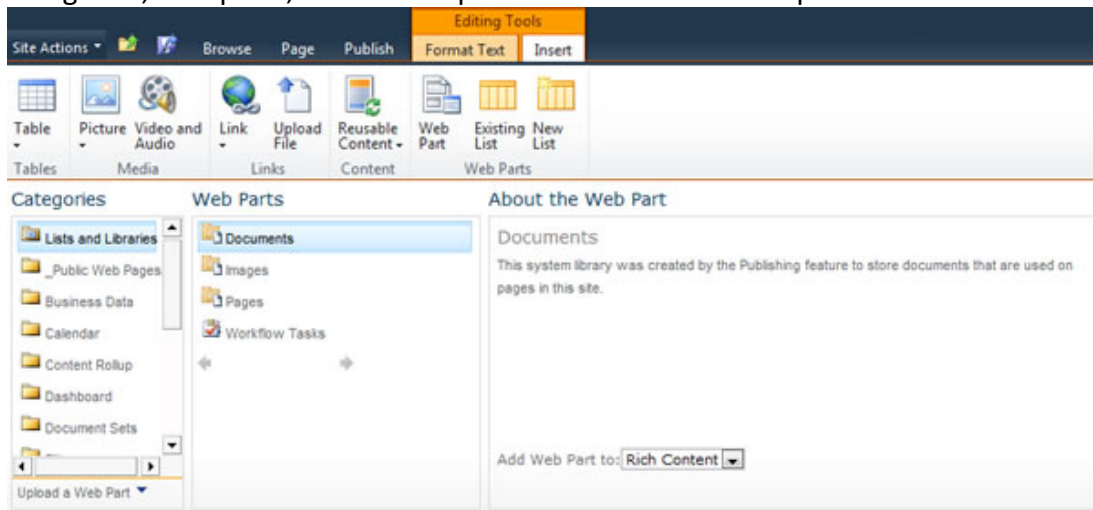 Editing Tools
Site Actions Browse Page Publish Format Text Insert
Table Picture Video and Audio Link Upload File Reusable Content Web Part Existing List New List
Tables Media Links Content Web Parts
Categories Web Parts About the Web Part
Lists and Libraries
_Public Web Pages
Business Data
Calendar
Content Rollup
Dashboard
Document Sets
Upload a Web Part
Documents
Images
Pages
Workflow Tasks
Documents
This system library was created by the Publishing feature to store documents that are used on
pages in this site.
Add Web Part to: Rich Content